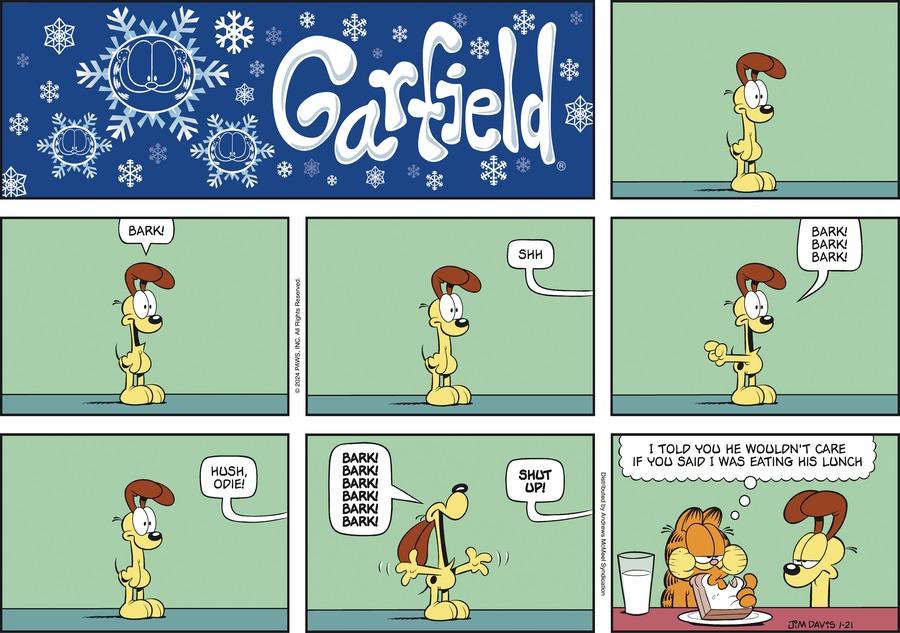 Garfield
®
BARK!
© 2024 PAWS, INC. All Rights Reserved.
SHH
BARK!
BARK!
BARK!
HUSH,
ODIE!
BARK!
BARK!
BARK!
BARK!
BARK!
BARK!
SHUT
UP!
Distributed by Andrews McMeel Syndication
I TOLD YOU HE WOULDN'T CARE
IF YOU SAID I WAS EATING HIS LUNCH
JIM DAVIS 1-21